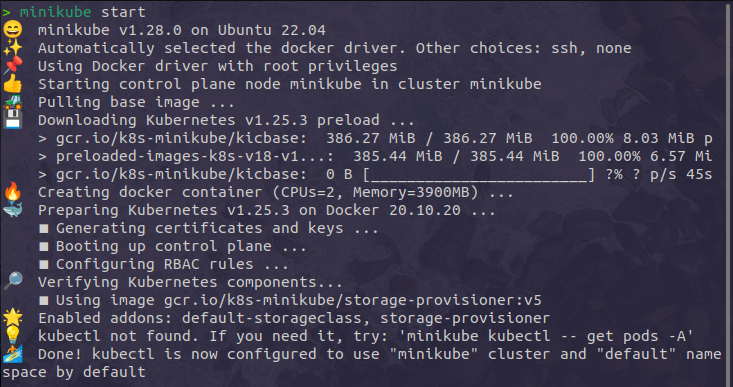 > minikube start
😄 minikube v1.28.0 on Ubuntu 22.04
✨ Automatically selected the docker driver. Other choices: ssh, none
📌 Using Docker driver with root privileges
👍 Starting control plane node minikube in cluster minikube
🚜 Pulling base image ...
💾 Downloading Kubernetes v1.25.3 preload ...
> gcr.io/k8s-minikube/kicbase: 386.27 MiB / 386.27 MiB 100.00% 8.03 MiB p
> preloaded-images-k8s-v18-v1...: 385.44 MiB / 385.44 MiB 100.00% 6.57 Mi
> gcr.io/k8s-minikube/kicbase: 0 B [________________________] ?% ? p/s 45s
🔥 Creating docker container (CPUs=2, Memory=3900MB) ...
🐳 Preparing Kubernetes v1.25.3 on Docker 20.10.20 ...
▪ Generating certificates and keys ...
▪ Booting up control plane ...
▪ Configuring RBAC rules ...
🔎 Verifying Kubernetes components...
▪ Using image gcr.io/k8s-minikube/storage-provisioner:v5
🌟 Enabled addons: default-storageclass, storage-provisioner
💡 kubectl not found. If you need it, try: 'minikube kubectl -- get pods -A'
🏄 Done! kubectl is now configured to use "minikube" cluster and "default" name
space by default